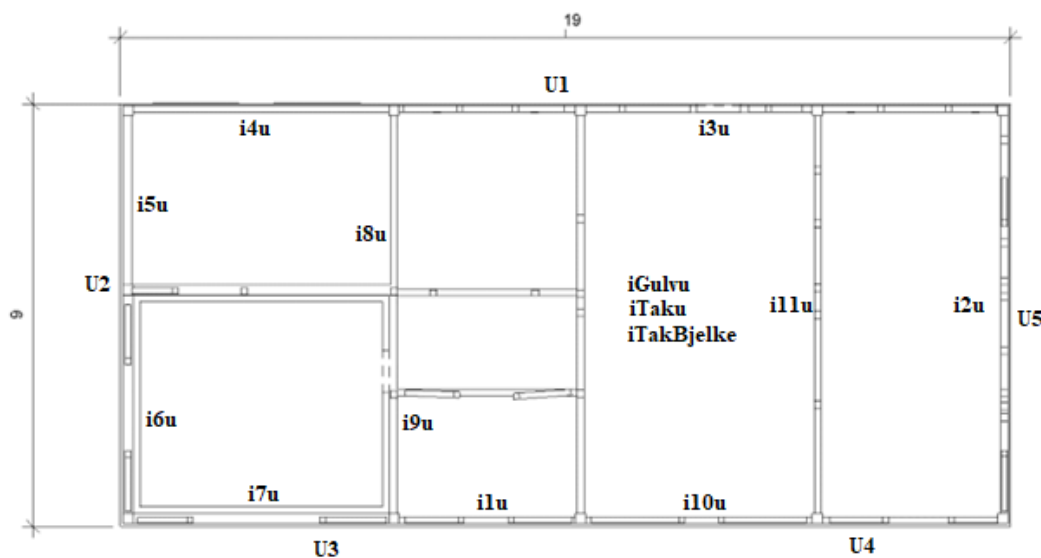 19
U1
i4u
i3u
i5u
i8u
U2
9
iGulvu
iTaku
iTakBjelke
i11u
i2u
U5
i6u
i9u
i7u
i1u
i10u
U3
U4